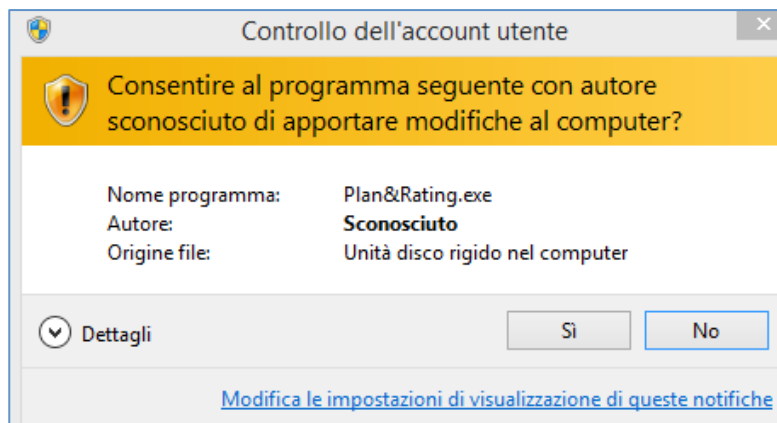 Controllo dell'account utente
Consentire al programma seguente con autore
sconosciuto di apportare modifiche al computer?
Nome programma: Plan&Rating.exe
Autore: Sconosciuto
Origine file: Unità disco rigido nel computer
Dettagli Sì No
Modifica le impostazioni di visualizzazione di queste notifiche